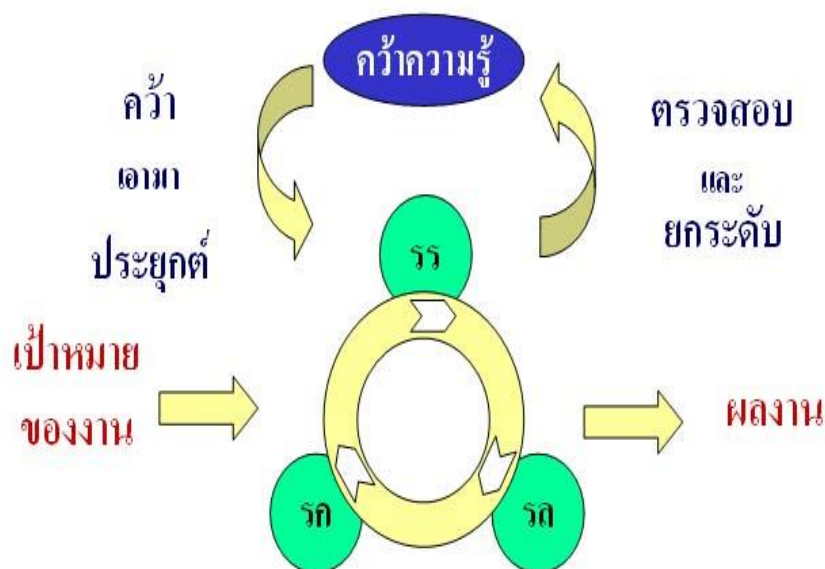 คว้าความรู้
คว้า
เอามา
ประยุกต์
ตรวจสอบ
และ
ยกระดับ
รร
เป้าหมาย
ของงาน
ผลงาน
รค
รล